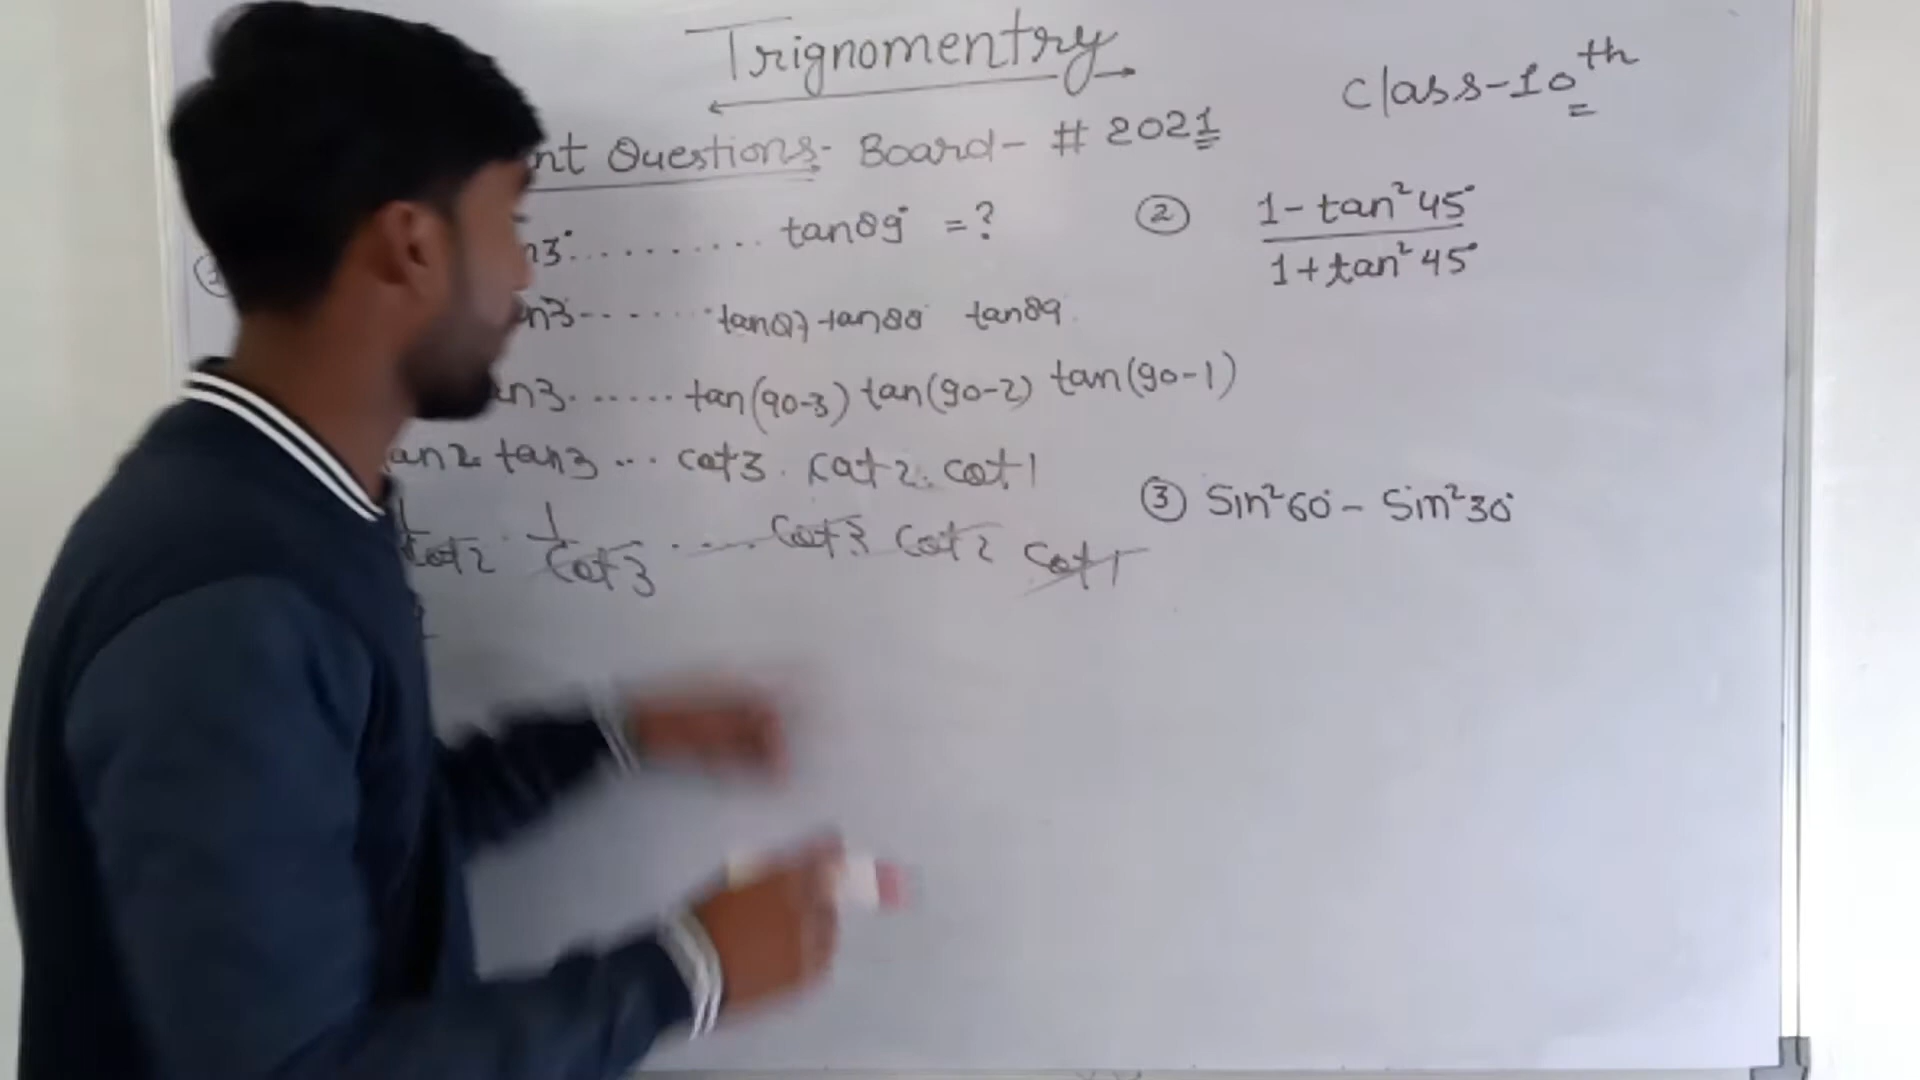 Trignomentry
Class-10th
nt Questions- Board- # 2021
① n3°......... tan89° = ?
n3-...... tan87 tan88 tan89
n3...... tan(90-3) tan(90-2) tan(90-1)
an2 tan3 ... cot3 . cot2 . cot1
1/cot2 . 1/cot3 .... cot3 cot2 cot1
② 1-tan²45°
1+tan²45°
③ Sin²60° - Sin²30°